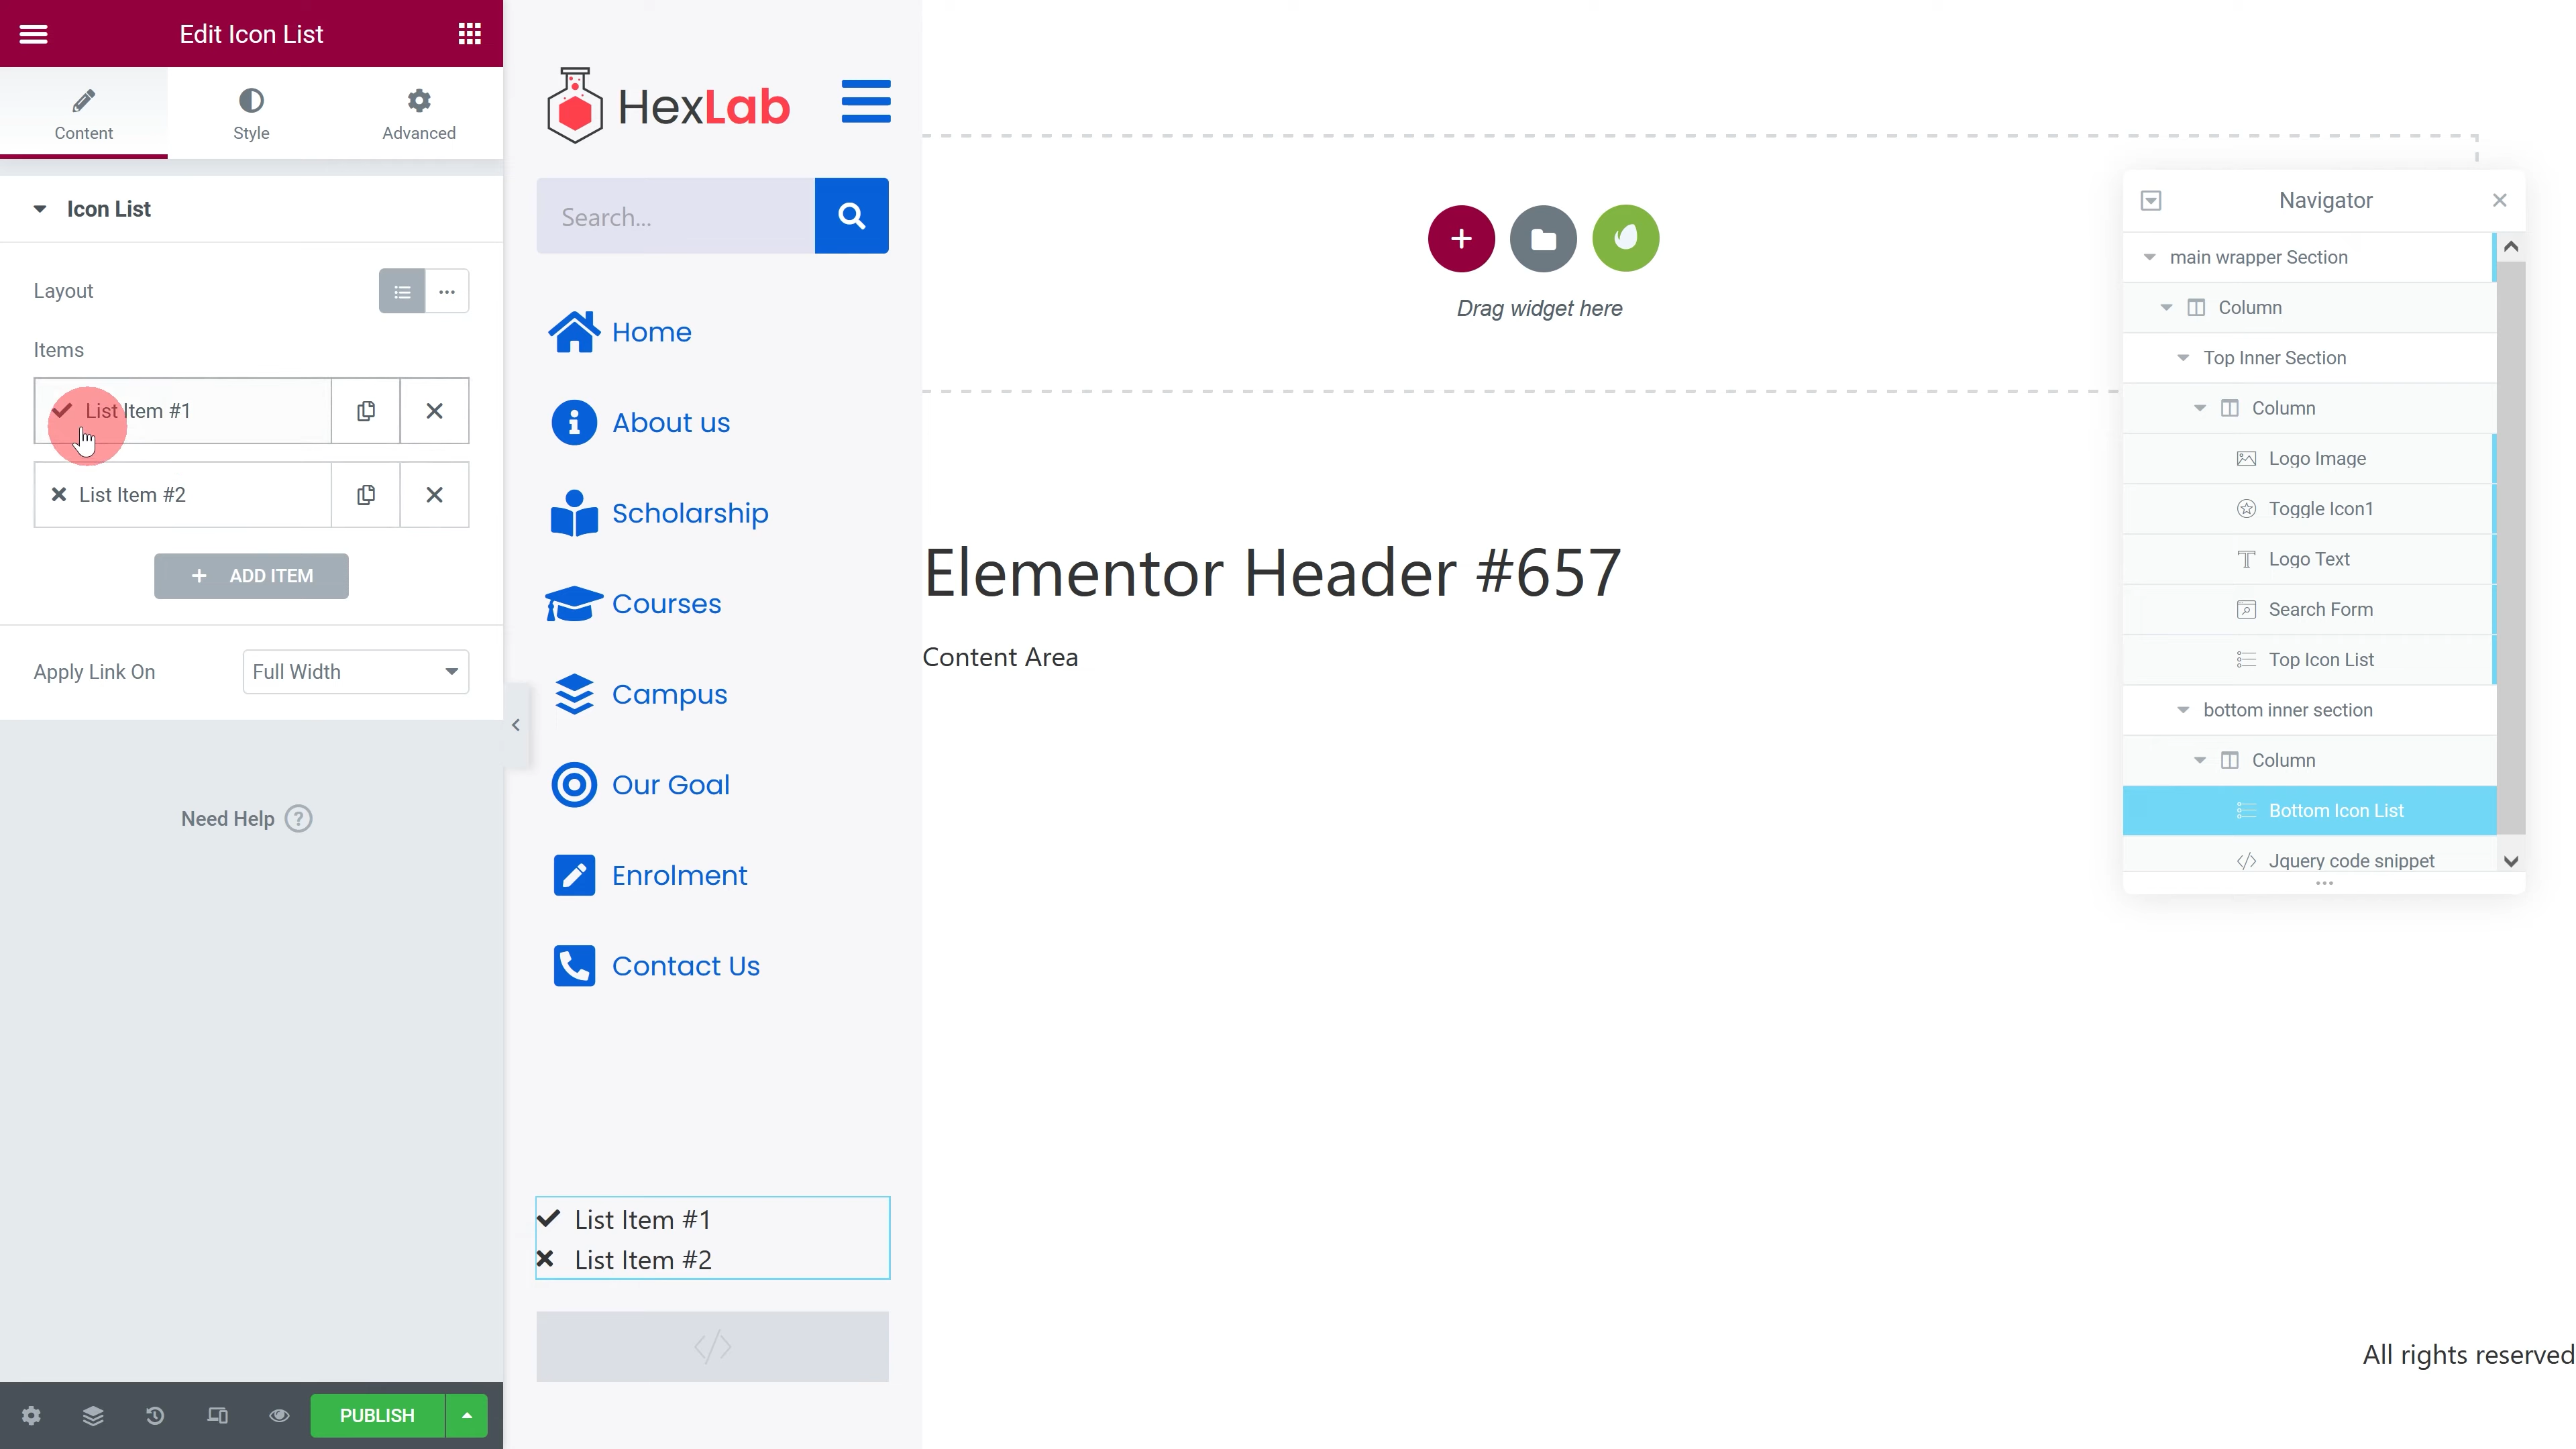 Edit Icon List
Content
Style
Advanced
Icon List
Layout
Items
List Item #1
List Item #2
ADD ITEM
Apply Link On
Full Width
Need Help ?
PUBLISH
HexLab
Search...
Home
About us
Scholarship
Courses
Campus
Our Goal
Enrolment
Contact Us
List Item #1
List Item #2
Drag widget here
Elementor Header #657
Content Area
All rights reserved
Navigator
main wrapper Section
Column
Top Inner Section
Column
Logo Image
Toggle Icon1
Logo Text
Search Form
Top Icon List
bottom inner section
Column
Bottom Icon List
Jquery code snippet